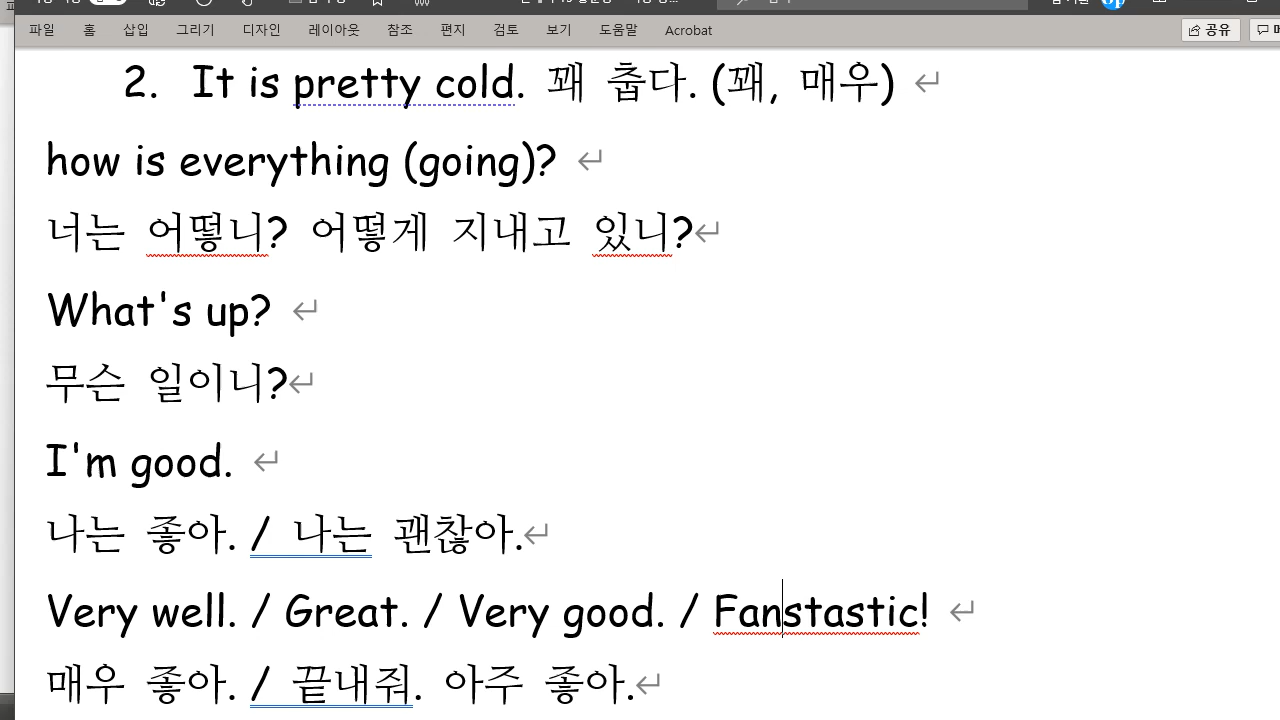 파일 홈 삽입 그리기 디자인 레이아웃 참조 편지 검토 보기 도움말 Acrobat 공유
2. It is pretty cold. 꽤 춥다. (꽤, 매우)
how is everything (going)?
너는 어떻니? 어떻게 지내고 있니?
What's up?
무슨 일이니?
I'm good.
나는 좋아. / 나는 괜찮아.
Very well. / Great. / Very good. / Fanstastic!
매우 좋아. / 끝내줘. 아주 좋아.